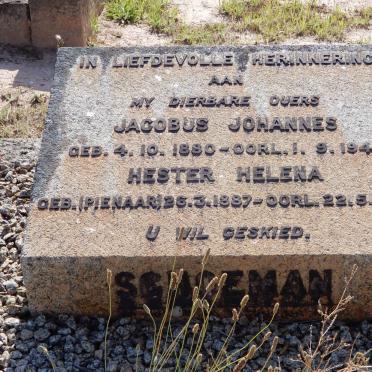 IN LIEFDEVOLLE HERINNERING
AAN
MY DIERBARE OUERS
JACOBUS JOHANNES
GEB. 4. 10. 1880 - OORL. 1. 9. 194
HESTER HELENA
GEB. (PIENAAR) 26. 3. 1887 - OORL. 22. 5.
U WIL GESKIED.
SCHEEMAN